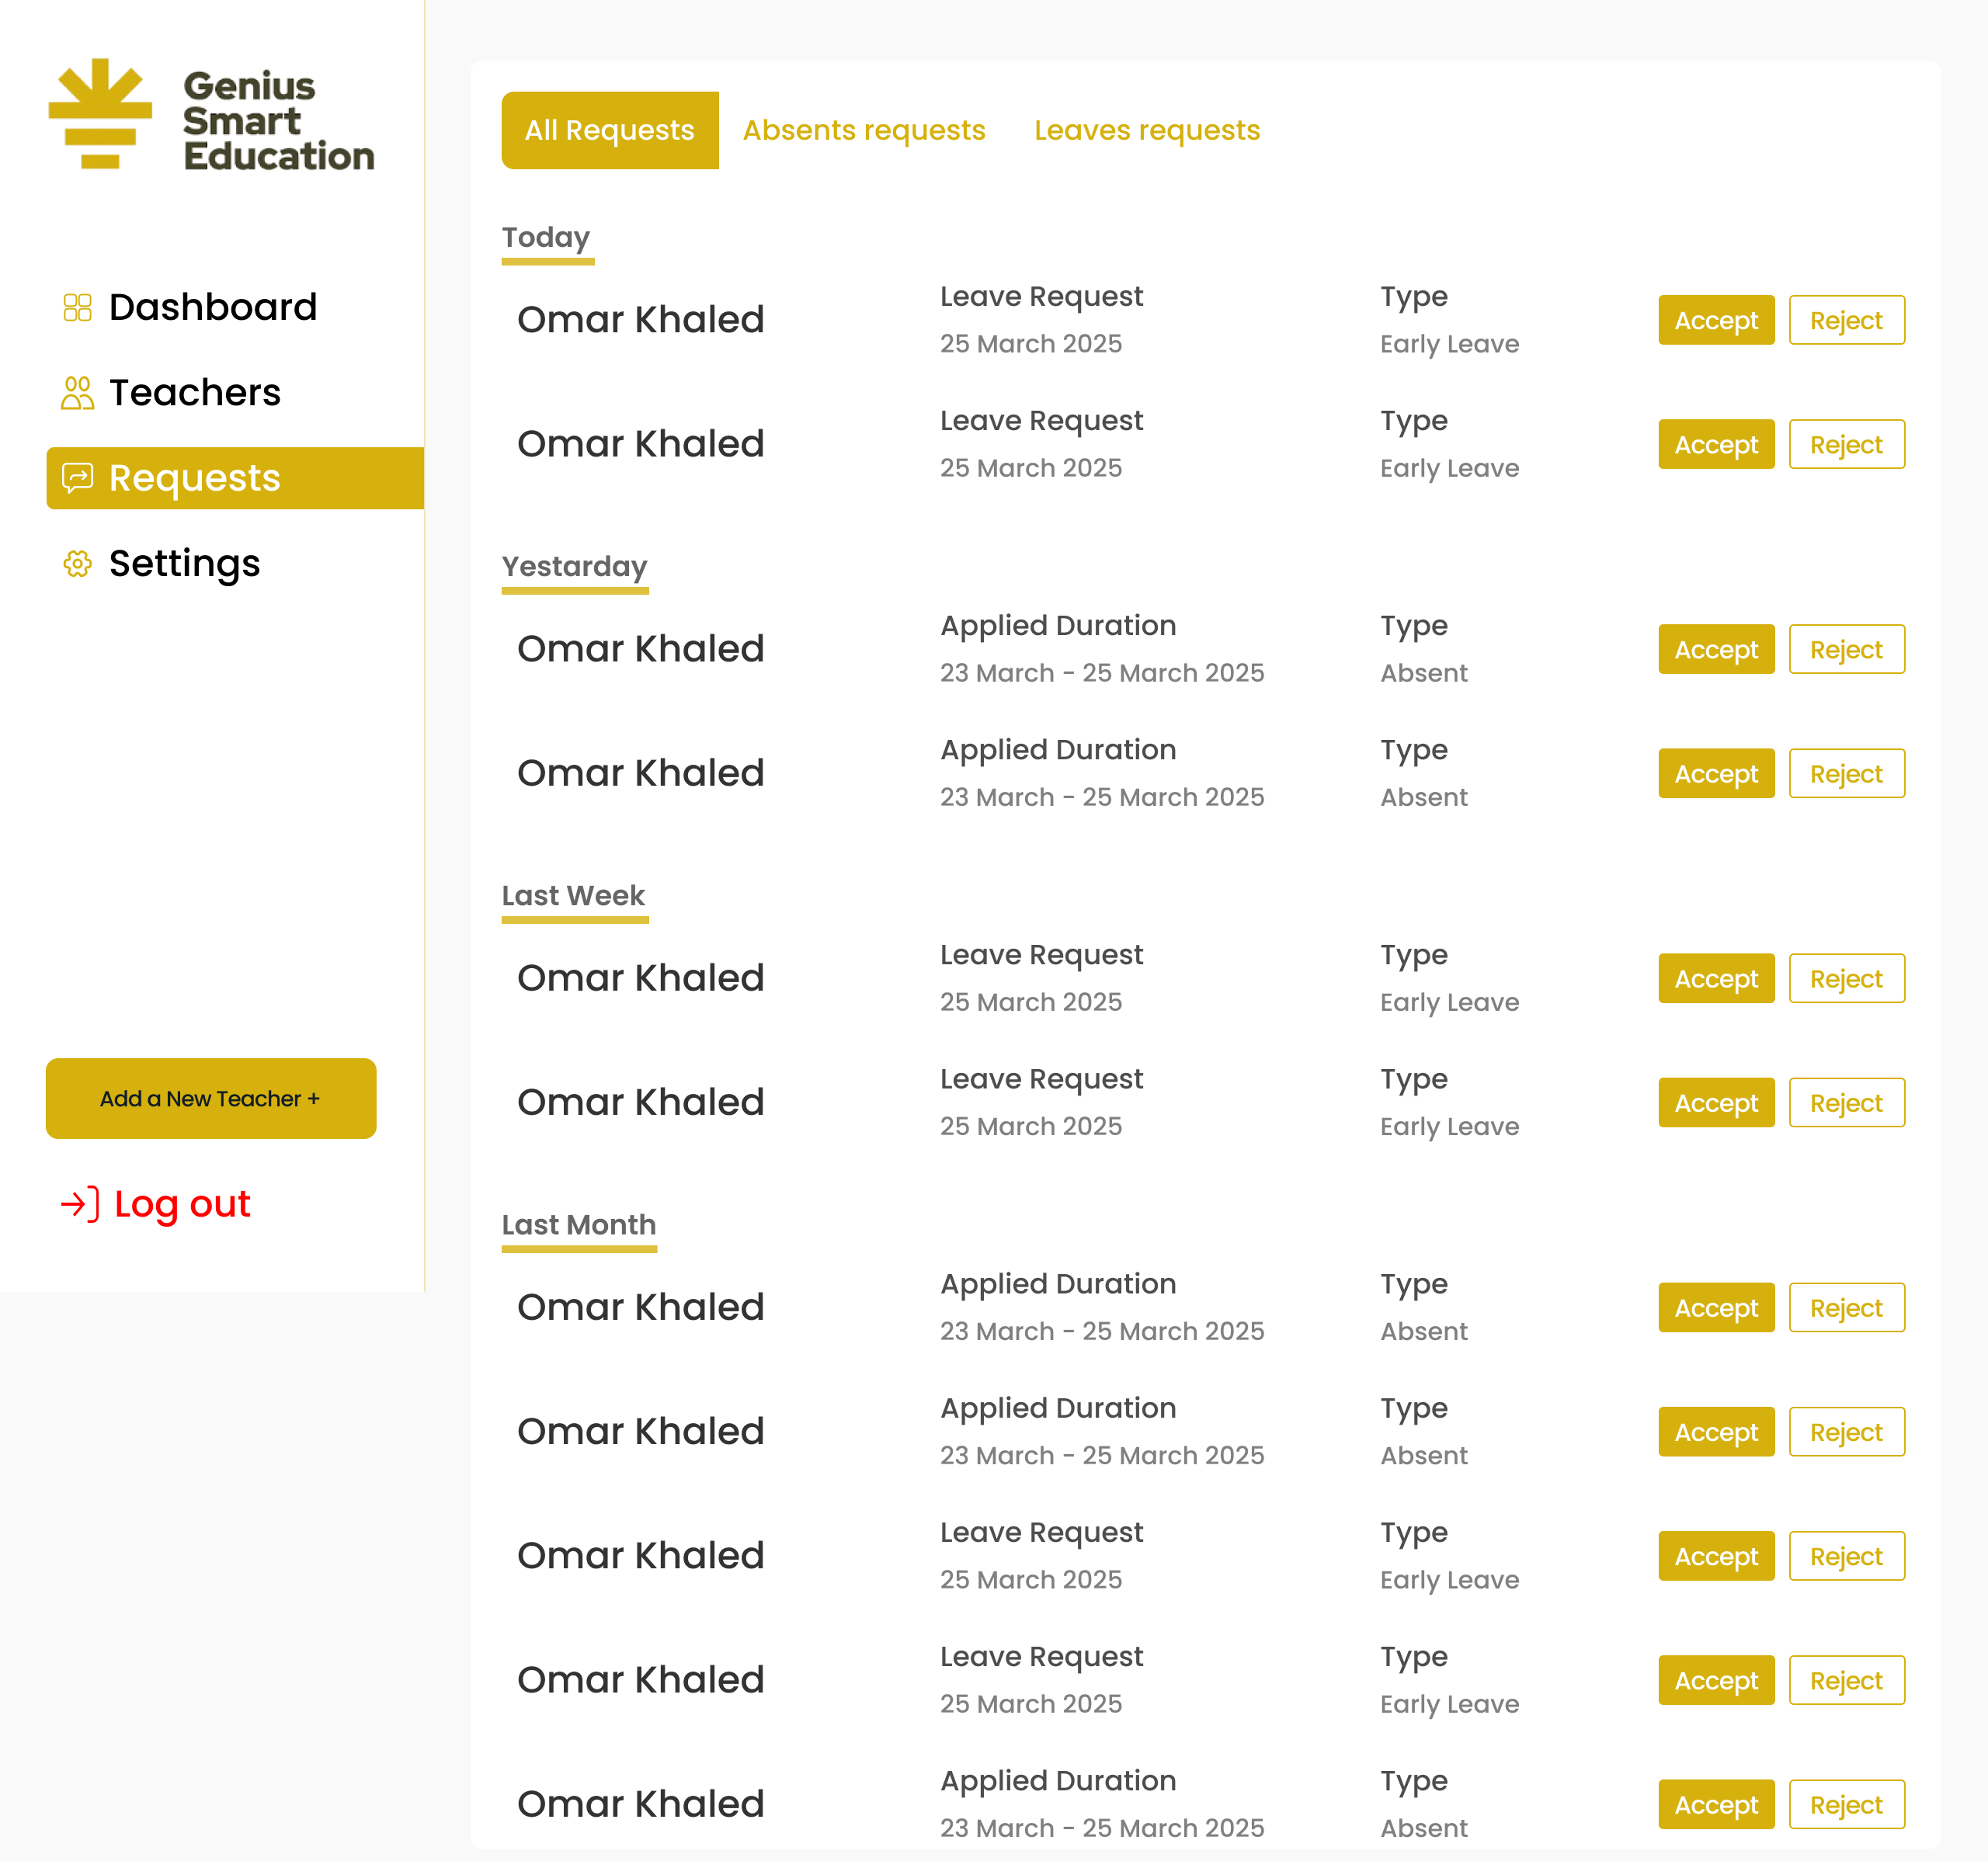 Genius
Smart
Education
Dashboard
Teachers
Requests
Settings
Add a New Teacher +
Log out
All Requests Absents requests Leaves requests
Today
Omar Khaled Leave Request Type Accept Reject
25 March 2025 Early Leave
Omar Khaled Leave Request Type Accept Reject
25 March 2025 Early Leave
Yestarday
Omar Khaled Applied Duration Type Accept Reject
23 March - 25 March 2025 Absent
Omar Khaled Applied Duration Type Accept Reject
23 March - 25 March 2025 Absent
Last Week
Omar Khaled Leave Request Type Accept Reject
25 March 2025 Early Leave
Omar Khaled Leave Request Type Accept Reject
25 March 2025 Early Leave
Last Month
Omar Khaled Applied Duration Type Accept Reject
23 March - 25 March 2025 Absent
Omar Khaled Applied Duration Type Accept Reject
23 March - 25 March 2025 Absent
Omar Khaled Leave Request Type Accept Reject
25 March 2025 Early Leave
Omar Khaled Leave Request Type Accept Reject
25 March 2025 Early Leave
Omar Khaled Applied Duration Type Accept Reject
23 March - 25 March 2025 Absent